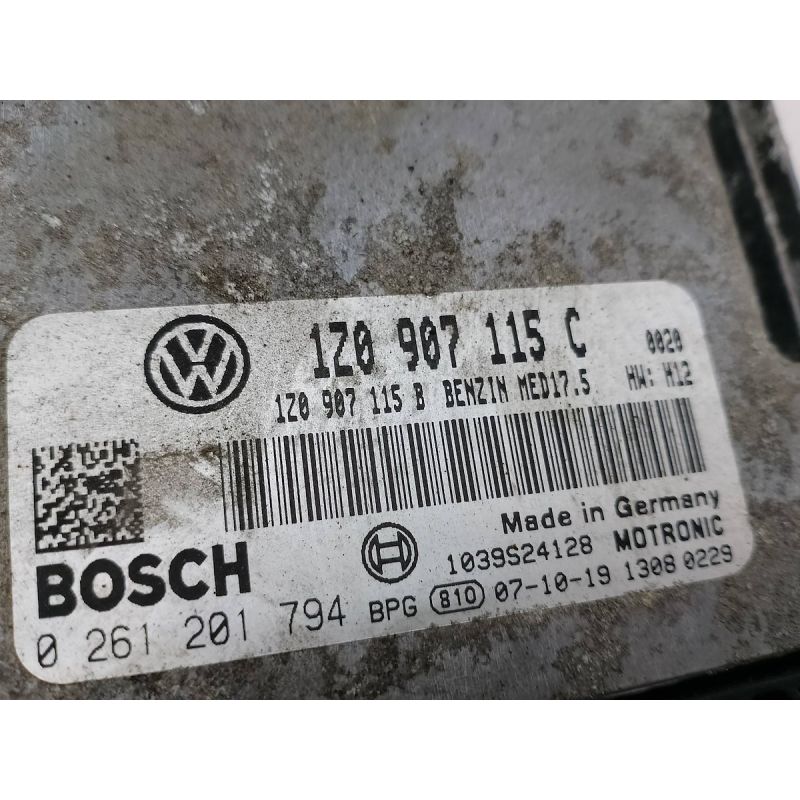 1Z0 907 115 C 0020
1Z0 907 115 B BENZIN MED17.5 HW: H12
Made in Germany
BOSCH 1039S24128 MOTRONIC
0 261 201 794 BPG 810 07-10-19 1308 0229